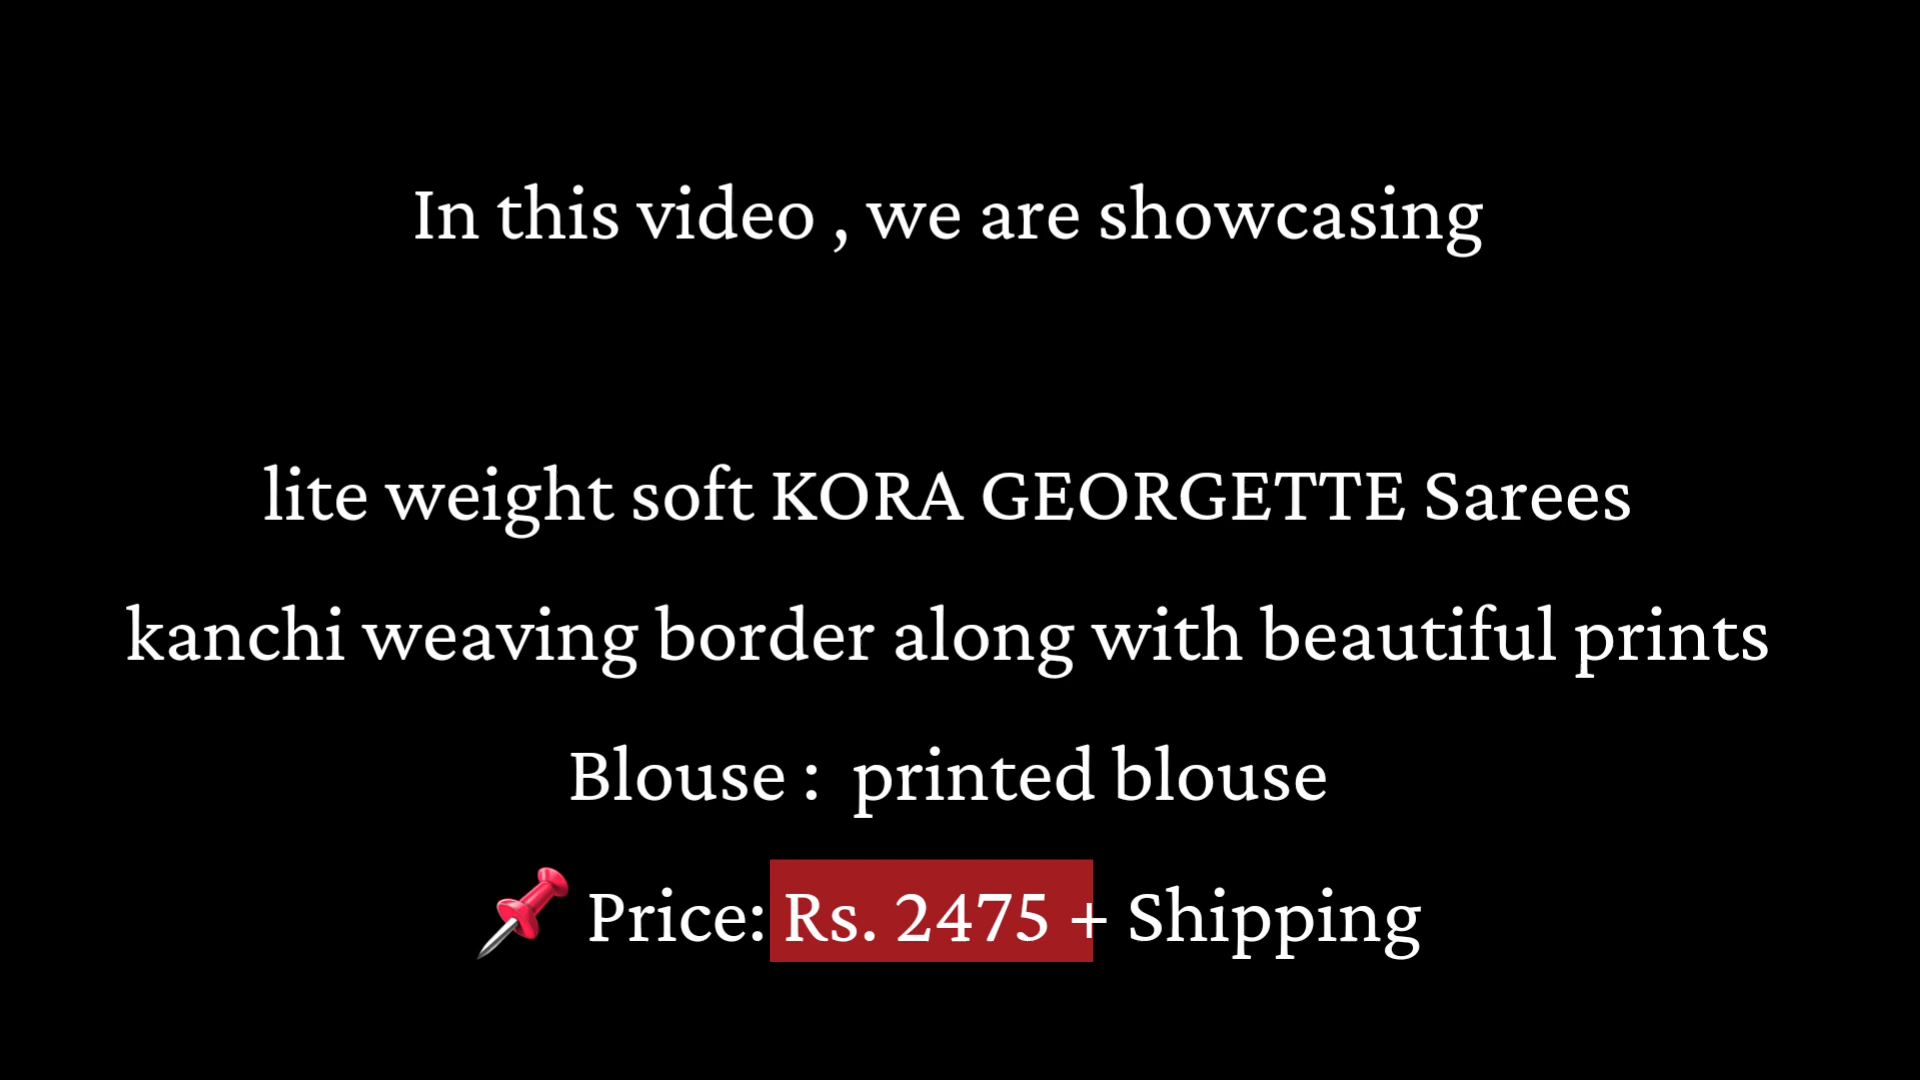 In this video , we are showcasing
lite weight soft KORA GEORGETTE Sarees
kanchi weaving border along with beautiful prints
Blouse :  printed blouse
📌 Price: Rs. 2475 + Shipping